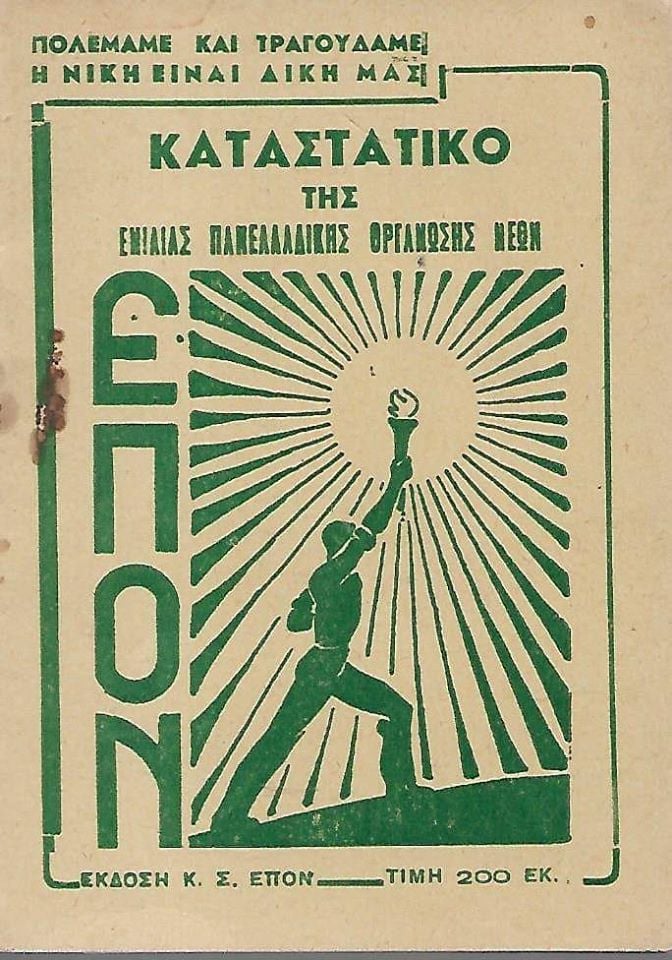 ΠΟΛΕΜΑΜΕ ΚΑΙ ΤΡΑΓΟΥΔΑΜΕ
Η ΝΙΚΗ ΕΙΝΑΙ ΔΙΚΗ ΜΑΣ
ΚΑΤΑΣΤΑΤΙΚΟ
ΤΗΣ
ΕΝΙΑΙΑΣ ΠΑΝΕΛΛΑΔΙΚΗΣ ΟΡΓΑΝΩΣΗΣ ΝΕΩΝ
ΕΠΟΝ
ΕΚΔΟΣΗ Κ. Σ. ΕΠΟΝ ΤΙΜΗ 200 ΕΚ.